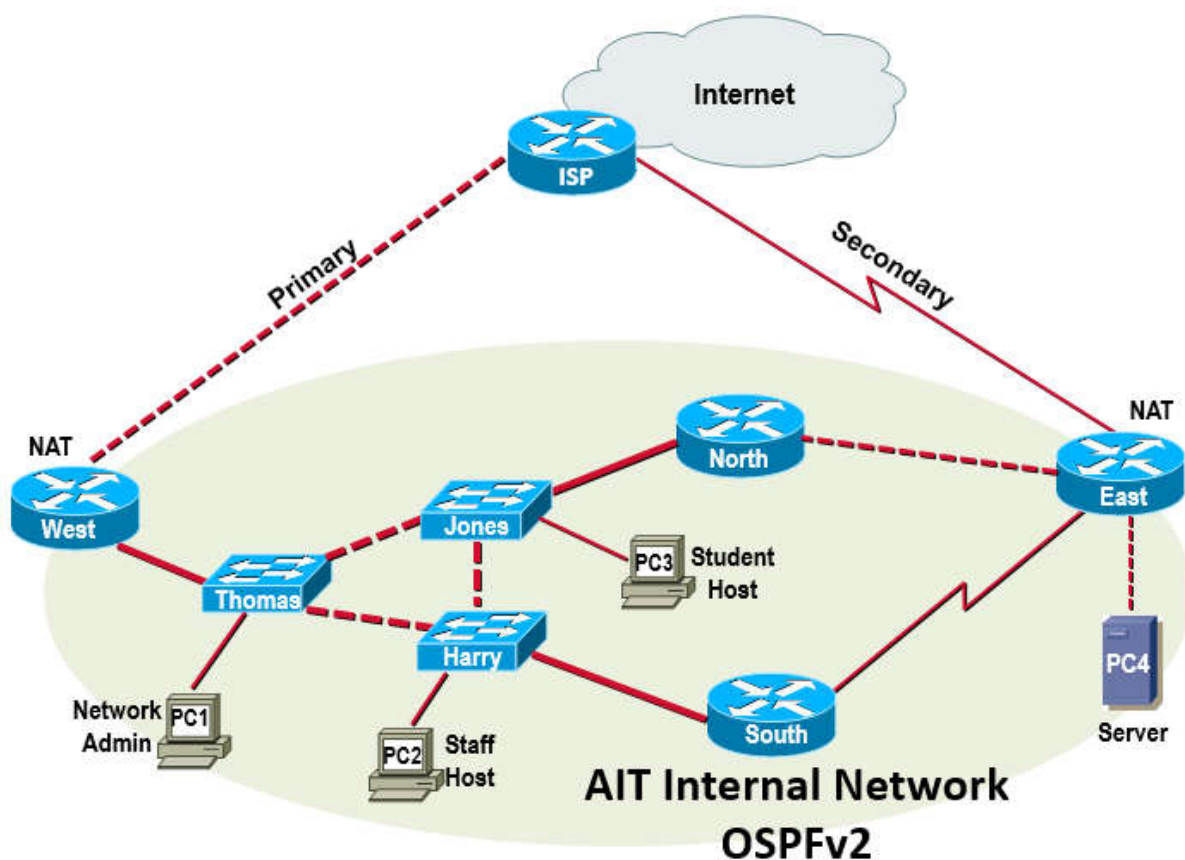 Internet
ISP
Primary
Secondary
NAT
NAT
North
West
East
Jones
PC3
Student
Host
Thomas
Harry
PC4
Network
Admin
PC1
PC2
Staff
Host
South
Server
AIT Internal Network
OSPFv2